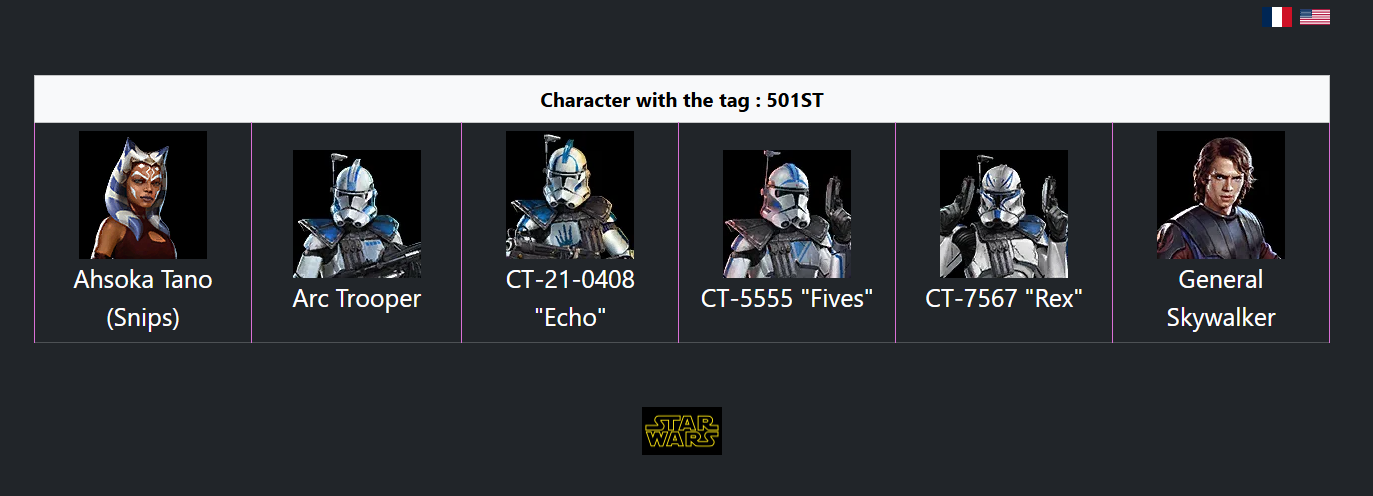 Character with the tag : 501ST
Ahsoka Tano
(Snips)
Arc Trooper
CT-21-0408
"Echo"
CT-5555 "Fives"
CT-7567 "Rex"
General
Skywalker
STAR
WARS